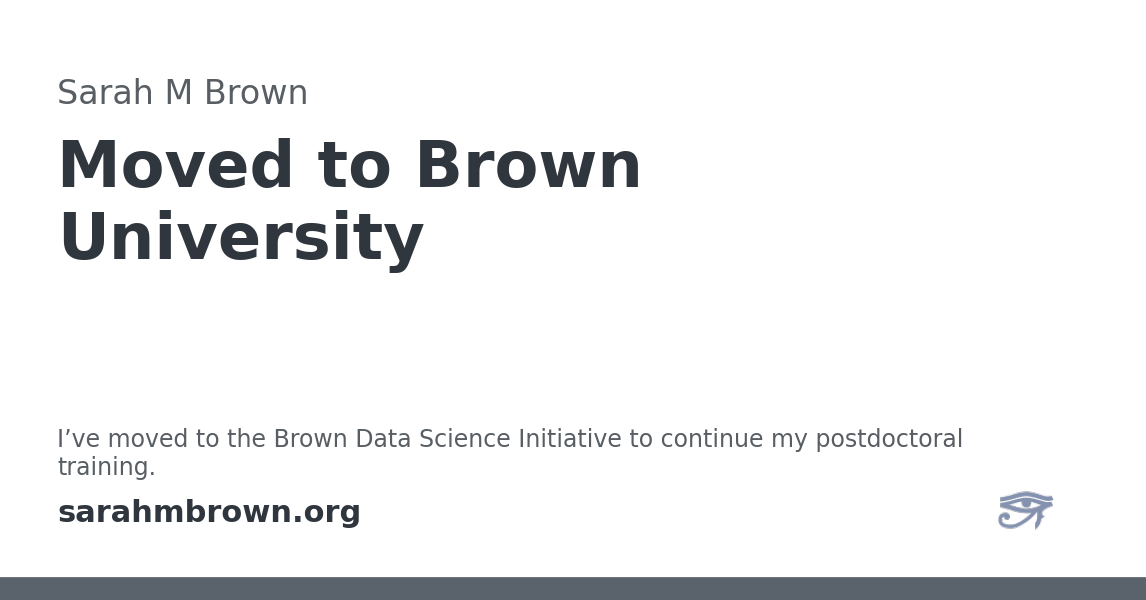 Sarah M Brown
Moved to Brown
University
I’ve moved to the Brown Data Science Initiative to continue my postdoctoral
training.
sarahmbrown.org